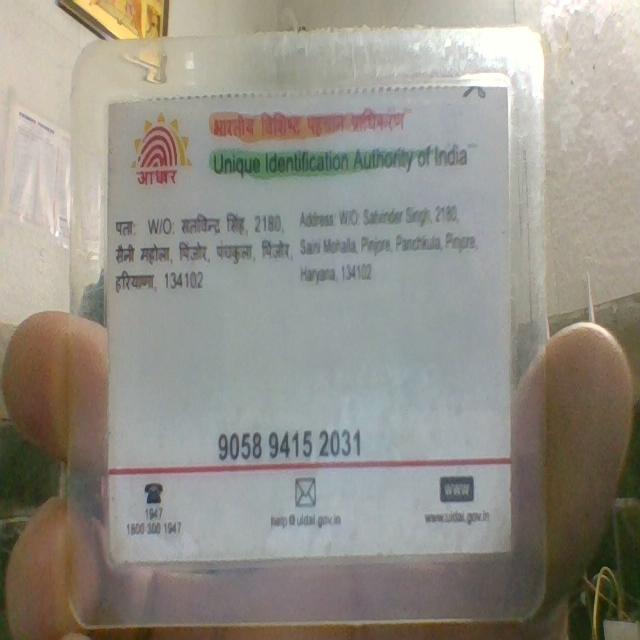 भारतीय विशिष्ट पहचान प्राधिकरण
Unique Identification Authority of India
आधार
पता: W/O: सतविन्द्र सिंह, 2180,
सैनी महोला, पिंजोर, पंचकुला, पिंजोर,
हरियाणा, 134102
Address: W/O: Satvinder Singh, 2180,
Saini Mohalla, Pinjore, Panchkula, Pinjore,
Haryana, 134102
9058 9415 2031
1947
1800 300 1947
help@uidai.gov.in
www
www.uidai.gov.in